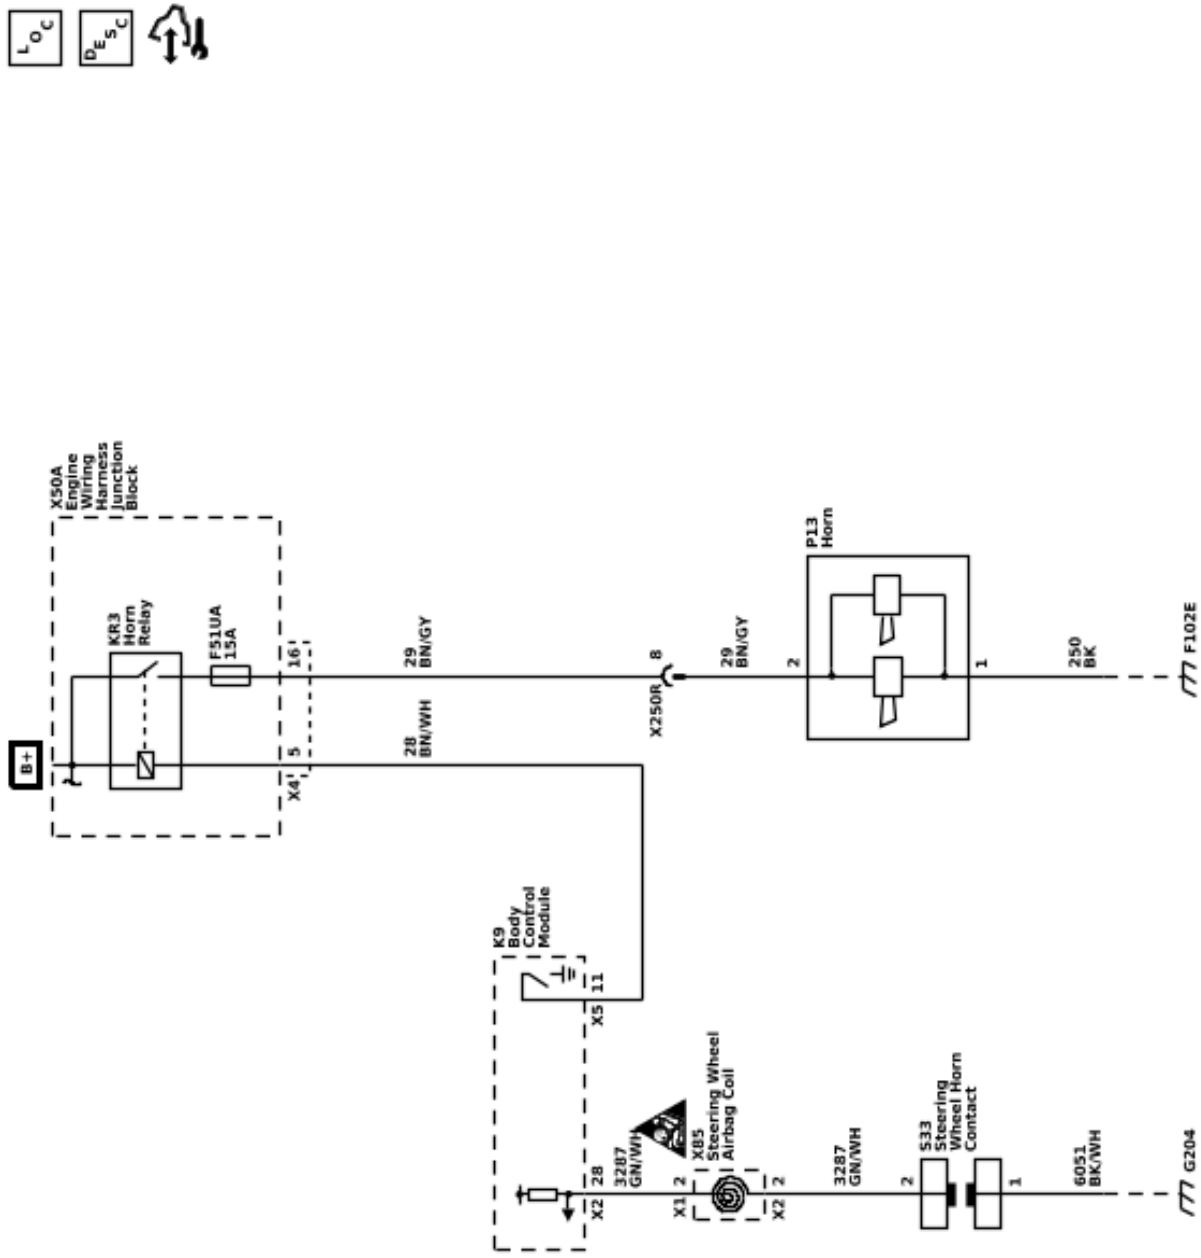 LOC
DESC
B+
X50A
Engine
Wiring
Harness
Junction
Block
KR3
Horn
Relay
F51UA
15A
X4
5
16
28
BN/WH
29
BN/GY
K9
Body
Control
Module
X5
11
X2
28
3287
GN/WH
X250R
8
29
BN/GY
X1
2
X85
Steering Wheel
Airbag Coil
X2
2
P13
Horn
2
1
3287
GN/WH
2
S33
Steering
Wheel Horn
Contact
1
250
BK
6051
BK/WH
F102E
G204